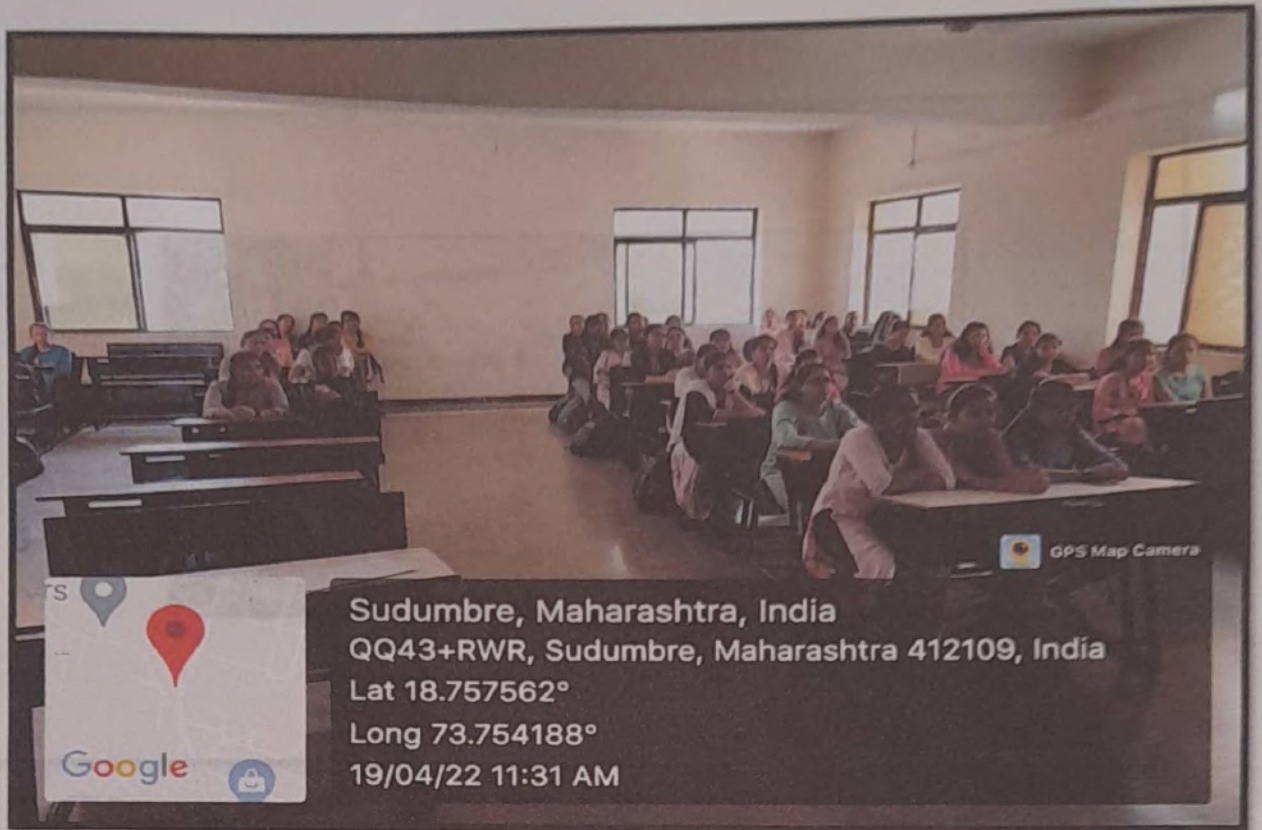 GPS Map Camera
rs
Sudumbre, Maharashtra, India
QQ43+RWR, Sudumbre, Maharashtra 412109, India
Lat 18.757562°
Long 73.754188°
19/04/22 11:31 AM
Google